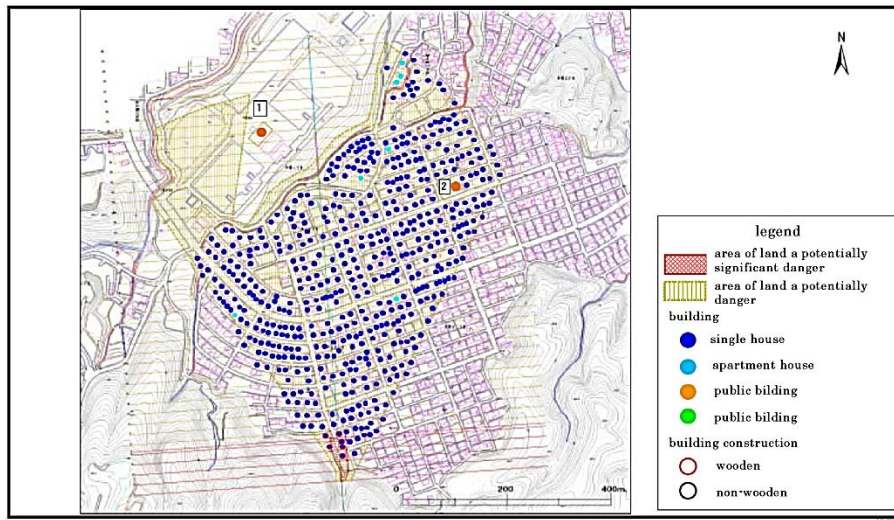 N
1
2
0
200
400m,
legend
area of land a potentially
significant danger
area of land a potentially
danger
building
single house
apartment house
public bilding
public bilding
building construction
wooden
non-wooden